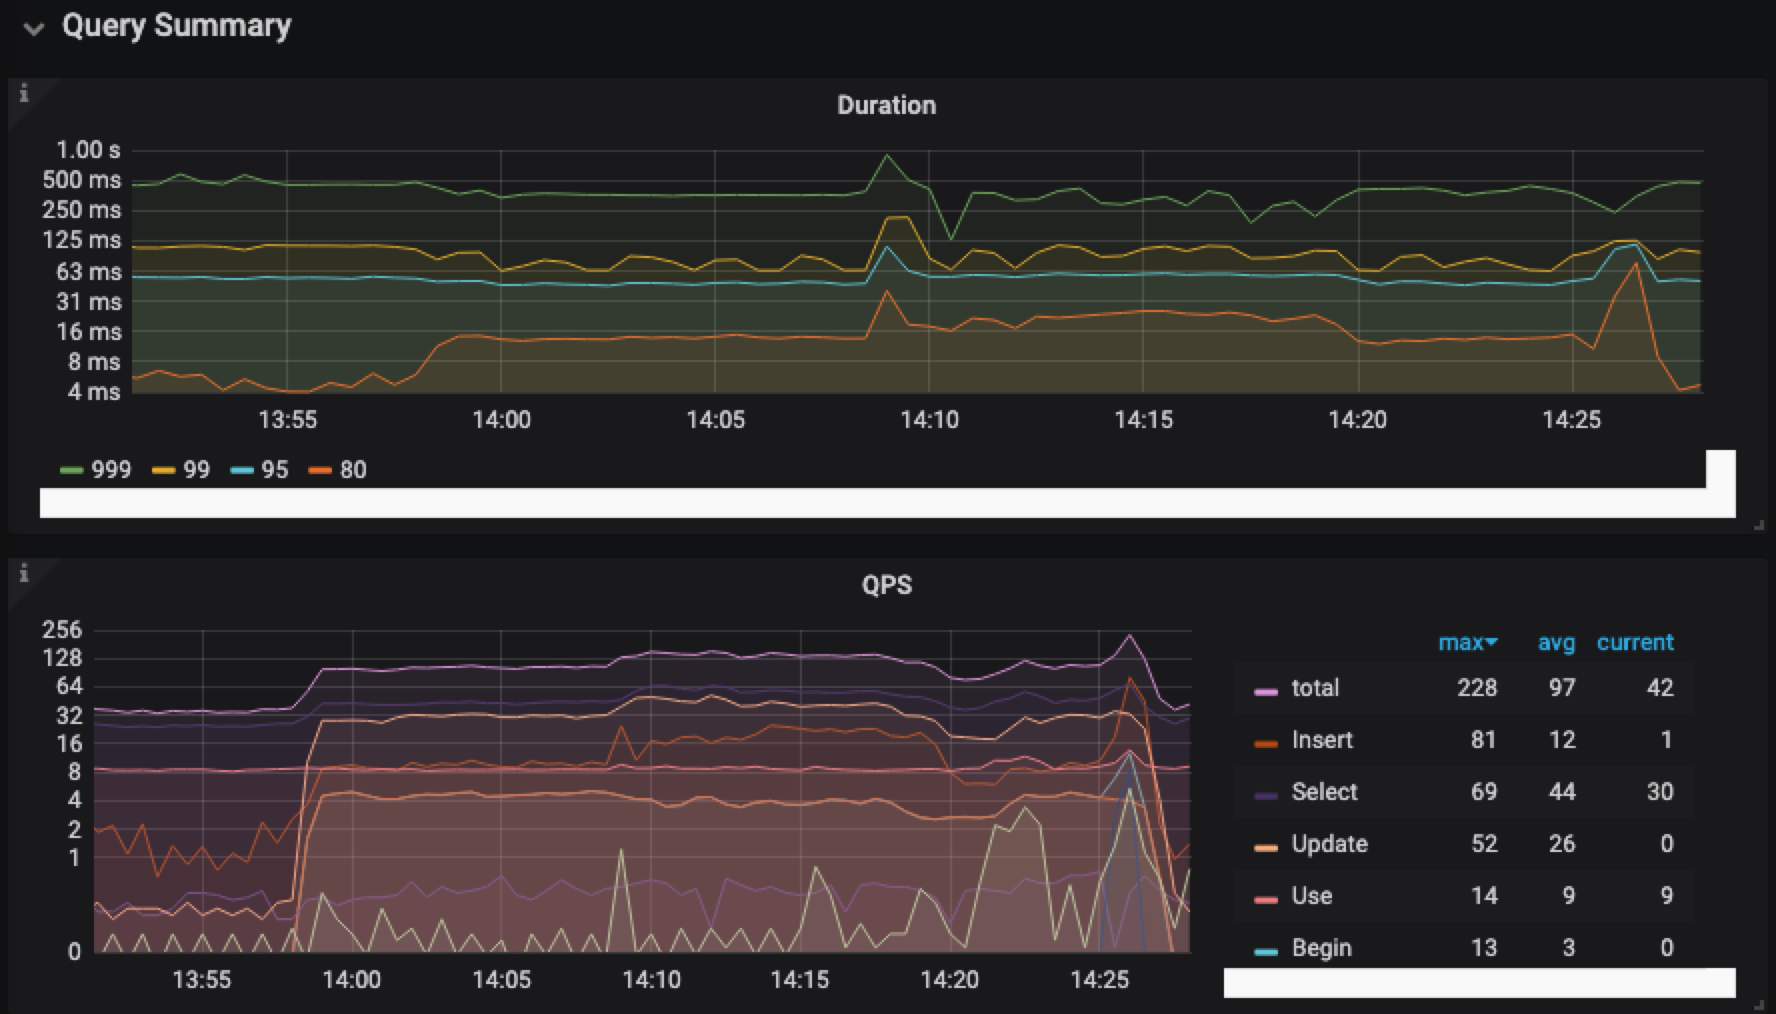 Query Summary
Duration
1.00 s
500 ms
250 ms
125 ms
63 ms
31 ms
16 ms
8 ms
4 ms
13:55 14:00 14:05 14:10 14:15 14:20 14:25
999 99 95 80
QPS
256
128
64
32
16
8
4
2
1
0
13:55 14:00 14:05 14:10 14:15 14:20 14:25
max avg current
total 228 97 42
Insert 81 12 1
Select 69 44 30
Update 52 26 0
Use 14 9 9
Begin 13 3 0